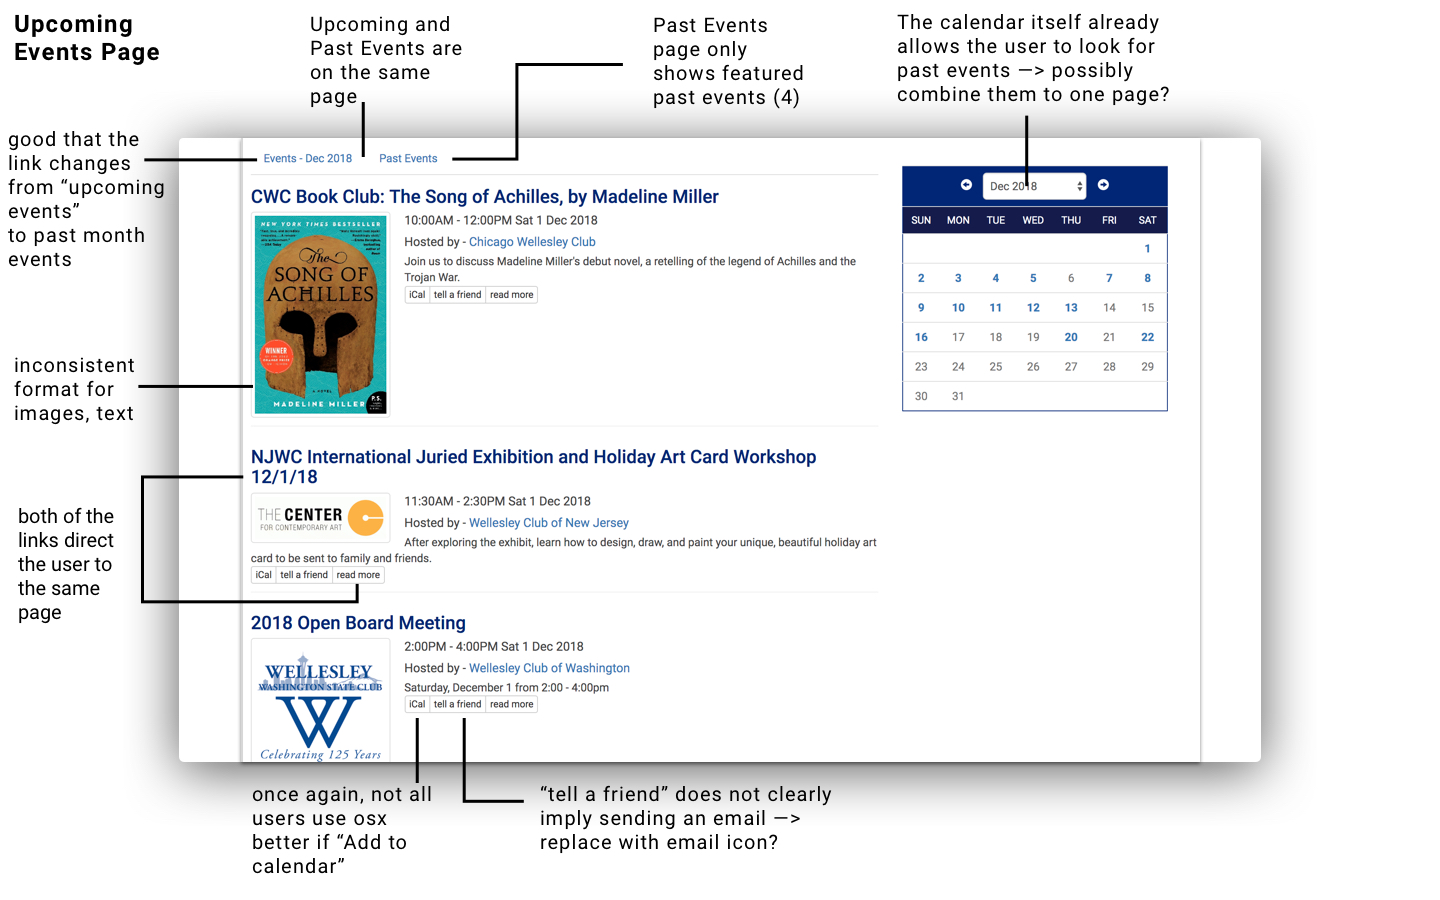 Upcoming
Events Page
Upcoming and
Past Events are
on the same
page
Past Events
page only
shows featured
past events (4)
The calendar itself already
allows the user to look for
past events —> possibly
combine them to one page?
good that the
link changes
from “upcoming
events”
to past month
events
inconsistent
format for
images, text
both of the
links direct
the user to
the same
page
Events - Dec 2018 Past Events
CWC Book Club: The Song of Achilles, by Madeline Miller
NEW YORK TIMES BESTSELLER
The
SONG OF
ACHILLES
WINNER
A NOVEL
P.S.
MADELINE MILLER
10:00AM - 12:00PM Sat 1 Dec 2018
Hosted by - Chicago Wellesley Club
Join us to discuss Madeline Miller's debut novel, a retelling of the legend of Achilles and the
Trojan War.
iCal tell a friend read more
NJWC International Juried Exhibition and Holiday Art Card Workshop
12/1/18
THE CENTER
FOR CONTEMPORARY ART
11:30AM - 2:30PM Sat 1 Dec 2018
Hosted by - Wellesley Club of New Jersey
After exploring the exhibit, learn how to design, draw, and paint your unique, beautiful holiday art
card to be sent to family and friends.
iCal tell a friend read more
2018 Open Board Meeting
WELLESLEY
WASHINGTON STATE CLUB
W
Celebrating 125 Years
2:00PM - 4:00PM Sat 1 Dec 2018
Hosted by - Wellesley Club of Washington
Saturday, December 1 from 2:00 - 4:00pm
iCal tell a friend read more
Dec 2018
SUN MON TUE WED THU FRI SAT
1
2 3 4 5 6 7 8
9 10 11 12 13 14 15
16 17 18 19 20 21 22
23 24 25 26 27 28 29
30 31
once again, not all
users use osx
better if “Add to
calendar”
“tell a friend” does not clearly
imply sending an email —>
replace with email icon?